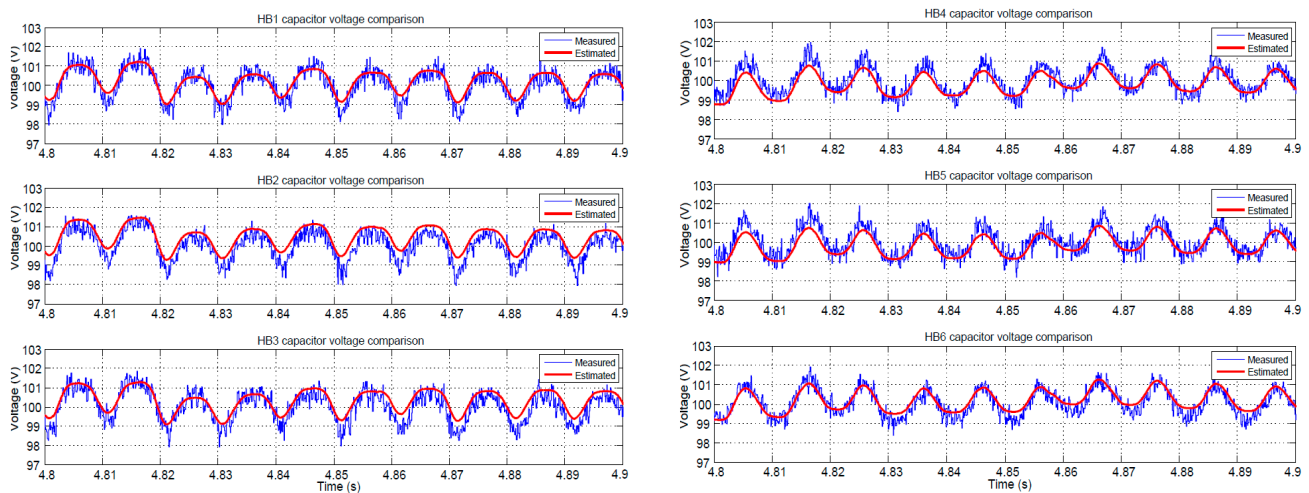 HB1 capacitor voltage comparison
103
102
101
100
99
98
97
Voltage (V)
Measured
Estimated
4.8 4.81 4.82 4.83 4.84 4.85 4.86 4.87 4.88 4.89 4.9
HB2 capacitor voltage comparison
103
102
101
100
99
98
97
Voltage (V)
Measured
Estimated
4.8 4.81 4.82 4.83 4.84 4.85 4.86 4.87 4.88 4.89 4.9
HB3 capacitor voltage comparison
103
102
101
100
99
98
97
Voltage (V)
Measured
Estimated
4.8 4.81 4.82 4.83 4.84 4.85 4.86 4.87 4.88 4.89 4.9
Time (s)
HB4 capacitor voltage comparison
103
102
101
100
99
98
97
Voltage (V)
Measured
Estimated
4.8 4.81 4.82 4.83 4.84 4.85 4.86 4.87 4.88 4.89 4.9
HB5 capacitor voltage comparison
103
102
101
100
99
98
97
Voltage (V)
Measured
Estimated
4.8 4.81 4.82 4.83 4.84 4.85 4.86 4.87 4.88 4.89 4.9
HB6 capacitor voltage comparison
103
102
101
100
99
98
97
Voltage (V)
Measured
Estimated
4.8 4.81 4.82 4.83 4.84 4.85 4.86 4.87 4.88 4.89 4.9
Time (s)